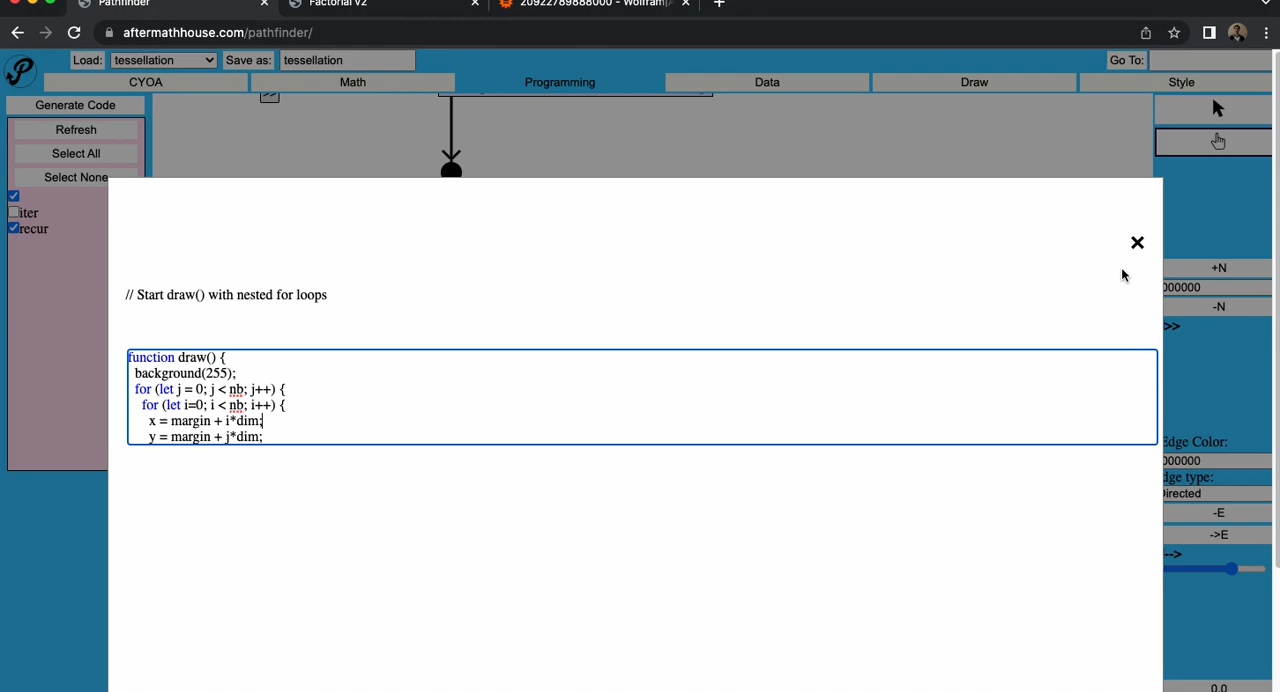 Pathfinder
Factorial V2
20922789888000 - Wolfram|A
aftermathhouse.com/pathfinder/
Load: tessellation Save as: tessellation Go To:
CYOA Math Programming Data Draw Style
Generate Code
Refresh
Select All
Select None
iter
recur
>>
// Start draw() with nested for loops
function draw() {
background(255);
for (let j = 0; j < nb; j++) {
for (let i=0; i < nb; i++) {
x = margin + i*dim;
y = margin + j*dim;
+N
000000
-N
>>
Edge Color:
000000
dge type:
Directed
-E
->E
-->
0.0